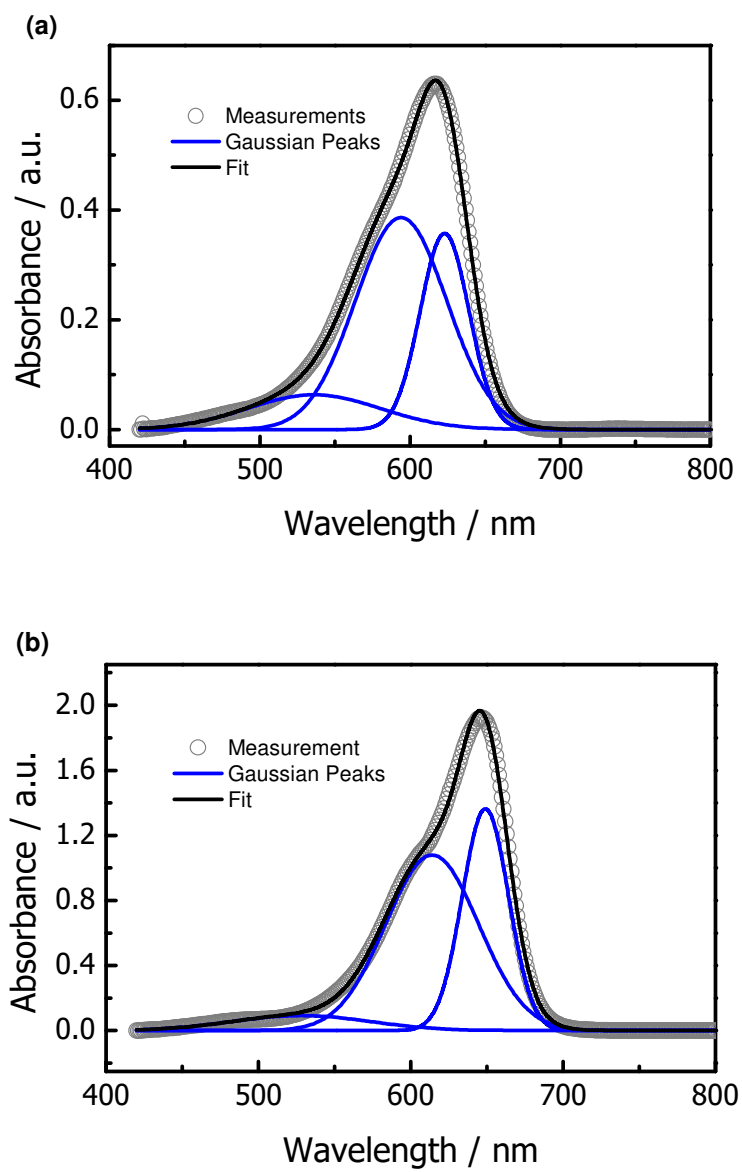 (a)
Absorbance / a.u.
0.6
0.4
0.2
0.0
Measurements
Gaussian Peaks
Fit
400 500 600 700 800
Wavelength / nm
(b)
Absorbance / a.u.
2.0
1.6
1.2
0.8
0.4
0.0
Measurement
Gaussian Peaks
Fit
400 500 600 700 800
Wavelength / nm